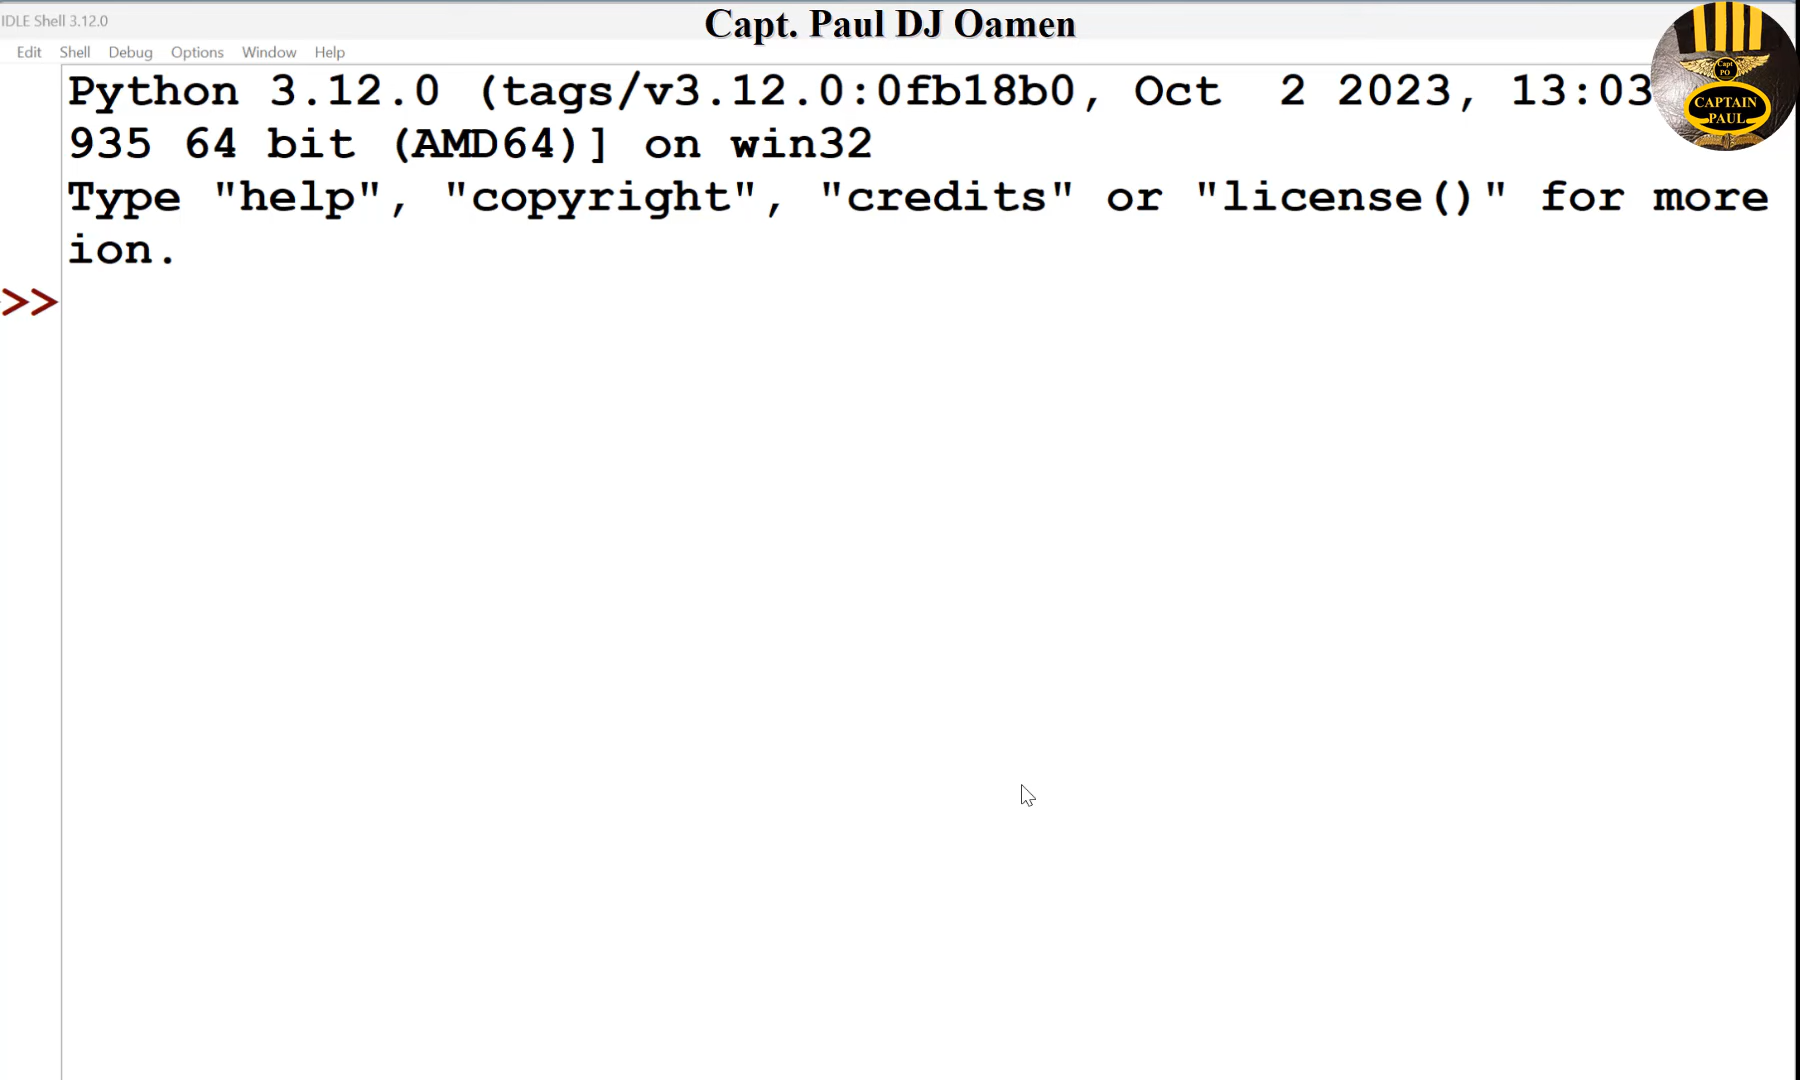 IDLE Shell 3.12.0
Capt. Paul DJ Oamen
Edit Shell Debug Options Window Help
Python 3.12.0 (tags/v3.12.0:0fb18b0, Oct  2 2023, 13:03
935 64 bit (AMD64)] on win32
Type "help", "copyright", "credits" or "license()" for more
ion.
>>
Capt
PO
CAPTAIN
PAUL